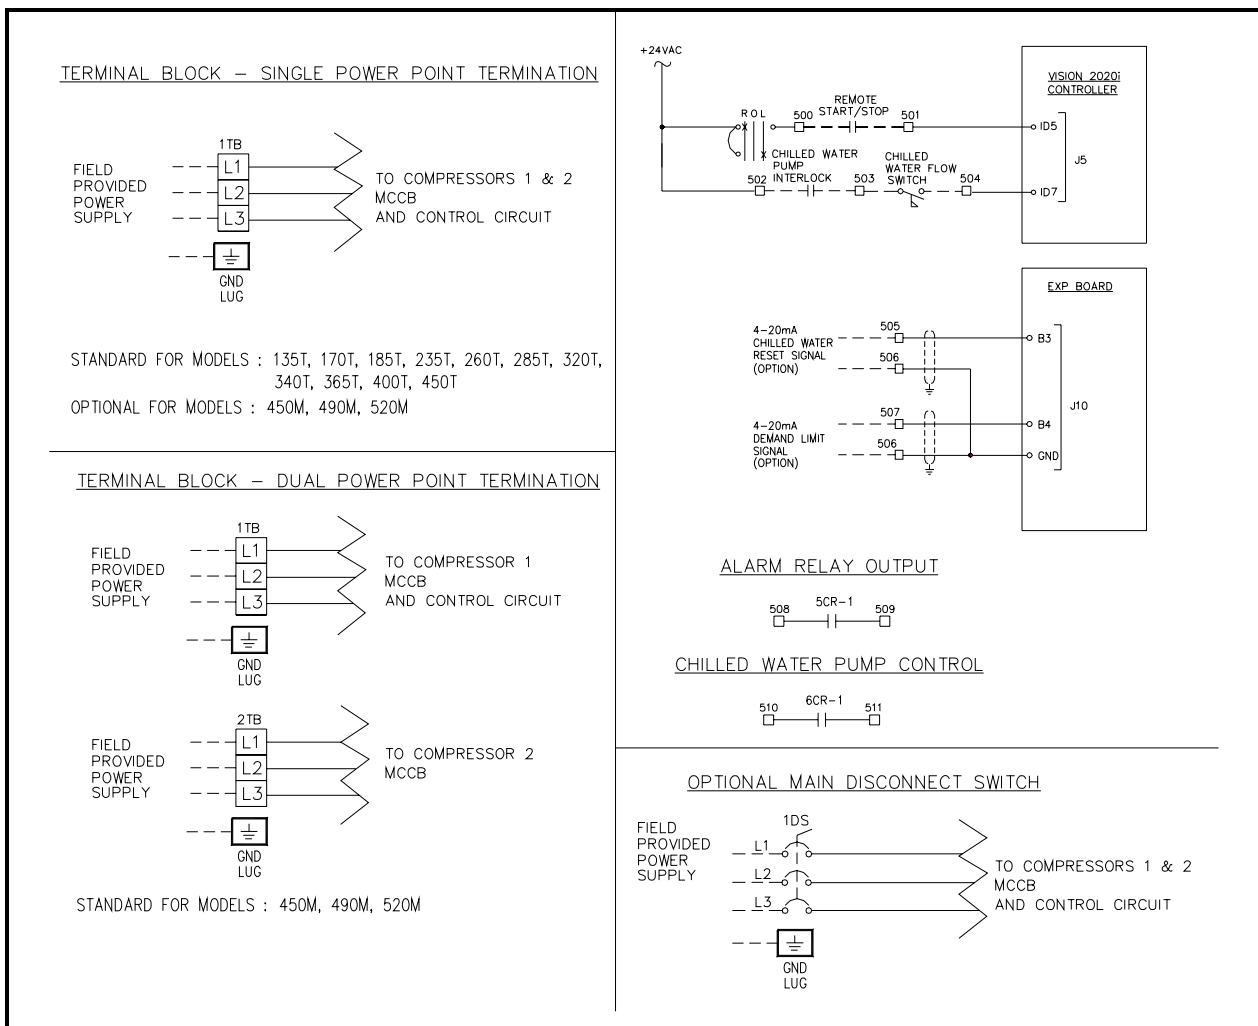 TERMINAL BLOCK – SINGLE POWER POINT TERMINATION
1TB
FIELD
PROVIDED
POWER
SUPPLY
L1
L2
L3
TO COMPRESSORS 1 & 2
MCCB
AND CONTROL CIRCUIT
GND
LUG
STANDARD FOR MODELS : 135T, 170T, 185T, 235T, 260T, 285T, 320T,
340T, 365T, 400T, 450T
OPTIONAL FOR MODELS : 450M, 490M, 520M
TERMINAL BLOCK – DUAL POWER POINT TERMINATION
1TB
FIELD
PROVIDED
POWER
SUPPLY
L1
L2
L3
TO COMPRESSOR 1
MCCB
AND CONTROL CIRCUIT
GND
LUG
2TB
FIELD
PROVIDED
POWER
SUPPLY
L1
L2
L3
TO COMPRESSOR 2
MCCB
GND
LUG
STANDARD FOR MODELS : 450M, 490M, 520M
+24VAC
VISION 2020i
CONTROLLER
R O L
500
REMOTE
START/STOP
501
ID5
J5
X
X
502
CHILLED WATER
PUMP
INTERLOCK
503
CHILLED
WATER FLOW
SWITCH
504
ID7
EXP BOARD
4–20mA
CHILLED WATER
RESET SIGNAL
(OPTION)
505
506
B3
J10
4–20mA
DEMAND LIMIT
SIGNAL
(OPTION)
507
506
B4
GND
ALARM RELAY OUTPUT
508
5CR–1
509
CHILLED WATER PUMP CONTROL
510
6CR–1
511
OPTIONAL MAIN DISCONNECT SWITCH
1DS
FIELD
PROVIDED
POWER
SUPPLY
L1
L2
L3
TO COMPRESSORS 1 & 2
MCCB
AND CONTROL CIRCUIT
GND
LUG